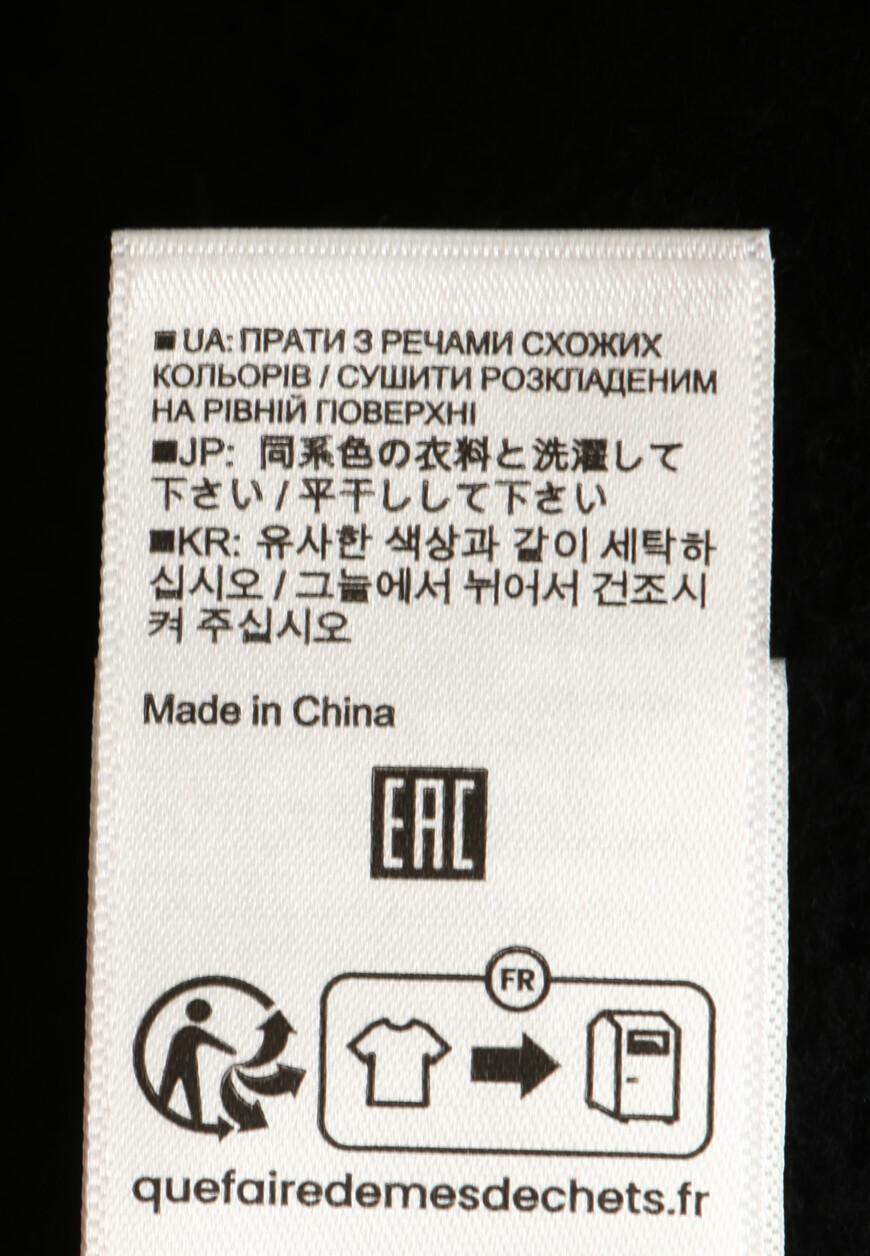 ■ UA: ПРАТИ З РЕЧАМИ СХОЖИХ
КОЛЬОРІВ / СУШИТИ РОЗКЛАДЕНИМ
НА РІВНІЙ ПОВЕРХНІ
■JP: 同系色の衣料と洗濯して
下さい / 平干しして下さい
■KR: 유사한 색상과 같이 세탁하
십시오 / 그늘에서 뉘어서 건조시
켜 주십시오
Made in China
EAC
FR
quefairedemesdechets.fr